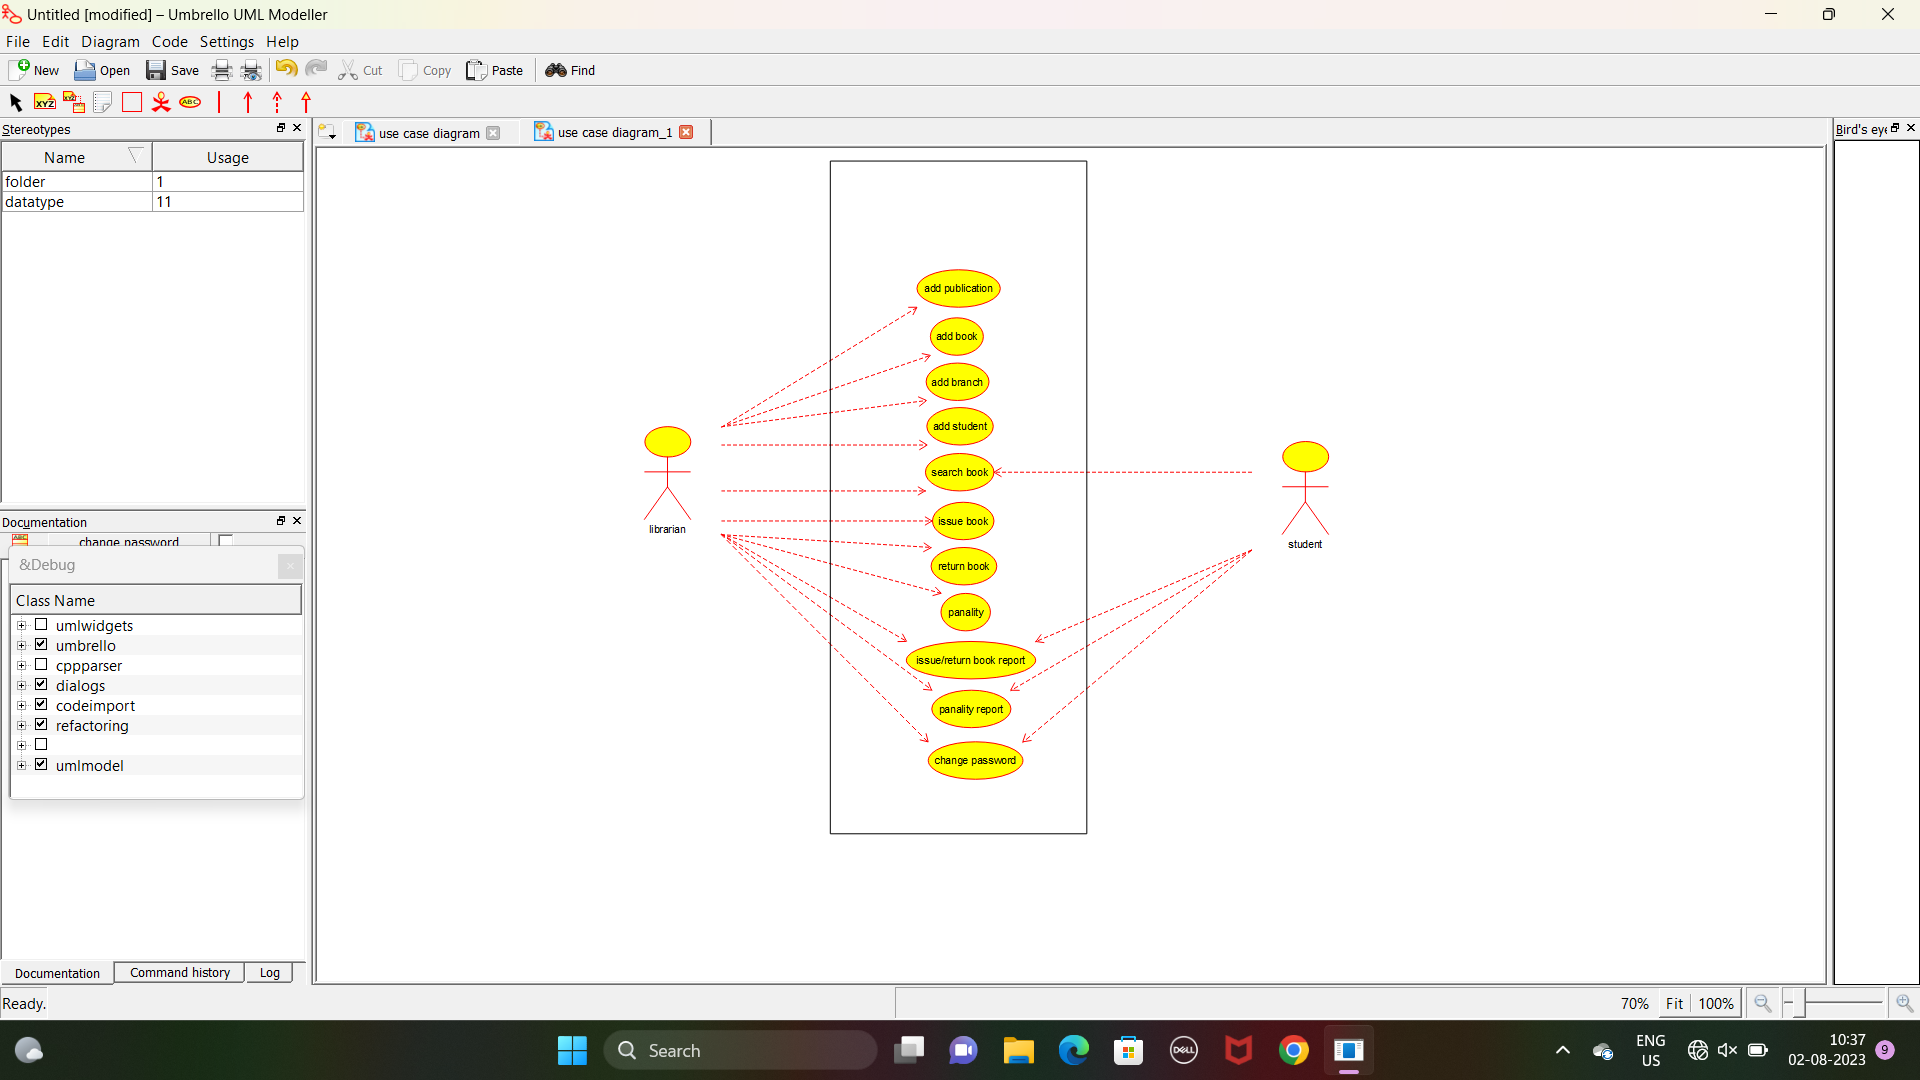 Untitled [modified] – Umbrello UML Modeller
File Edit Diagram Code Settings Help
New Open Save Cut Copy Paste Find
XYZ XYZ ABC
Stereotypes
Name Usage
folder 1
datatype 11
Documentation
change password
&Debug
Class Name
umlwidgets
umbrello
cppparser
dialogs
codeimport
refactoring
umlmodel
Documentation Command history Log
use case diagram use case diagram_1
add publication
add book
add branch
add student
search book
issue book
return book
panality
issue/return book report
panality report
change password
librarian
student
Bird's eye
Ready.
70% Fit 100%
Search
DELL
ENG
US
10:37
02-08-2023
9